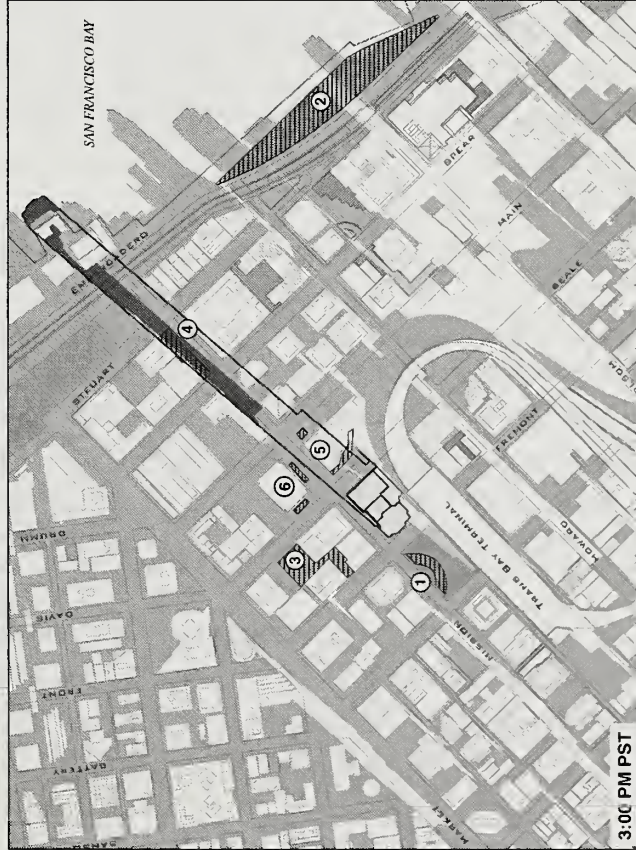 SAN FRANCISCO BAY
2
EMBARCADERO
SPEAR
MAIN
BEALE
4
STEUART
5
6
FREMONT
HOWARD
DRUMM
3
1
TRANS BAY TERMINAL
DAVIS
MISSION
FRONT
BATTERY
MARKET
3:00 PM PST